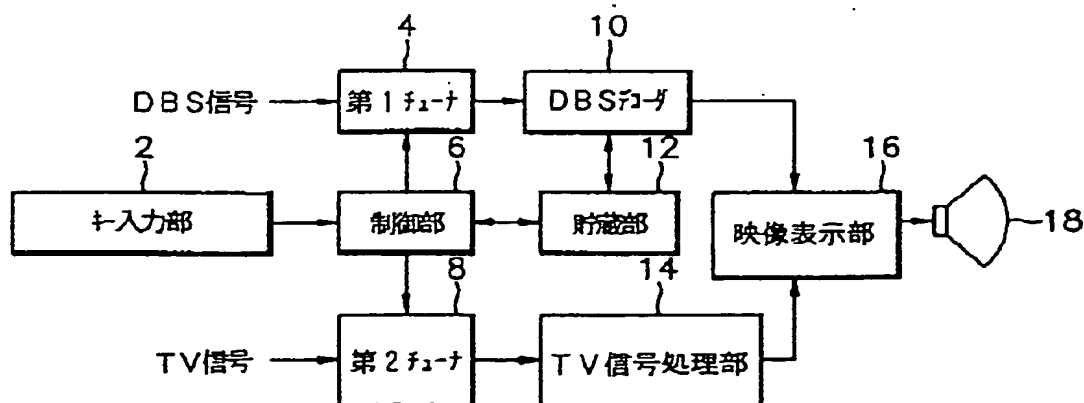 4
10
DBS信号
第1チューナ
DBSデコーダ
2
6
12
16
キー入力部
制御部
貯蔵部
映像表示部
18
8
14
TV信号
第2チューナ
TV信号処理部